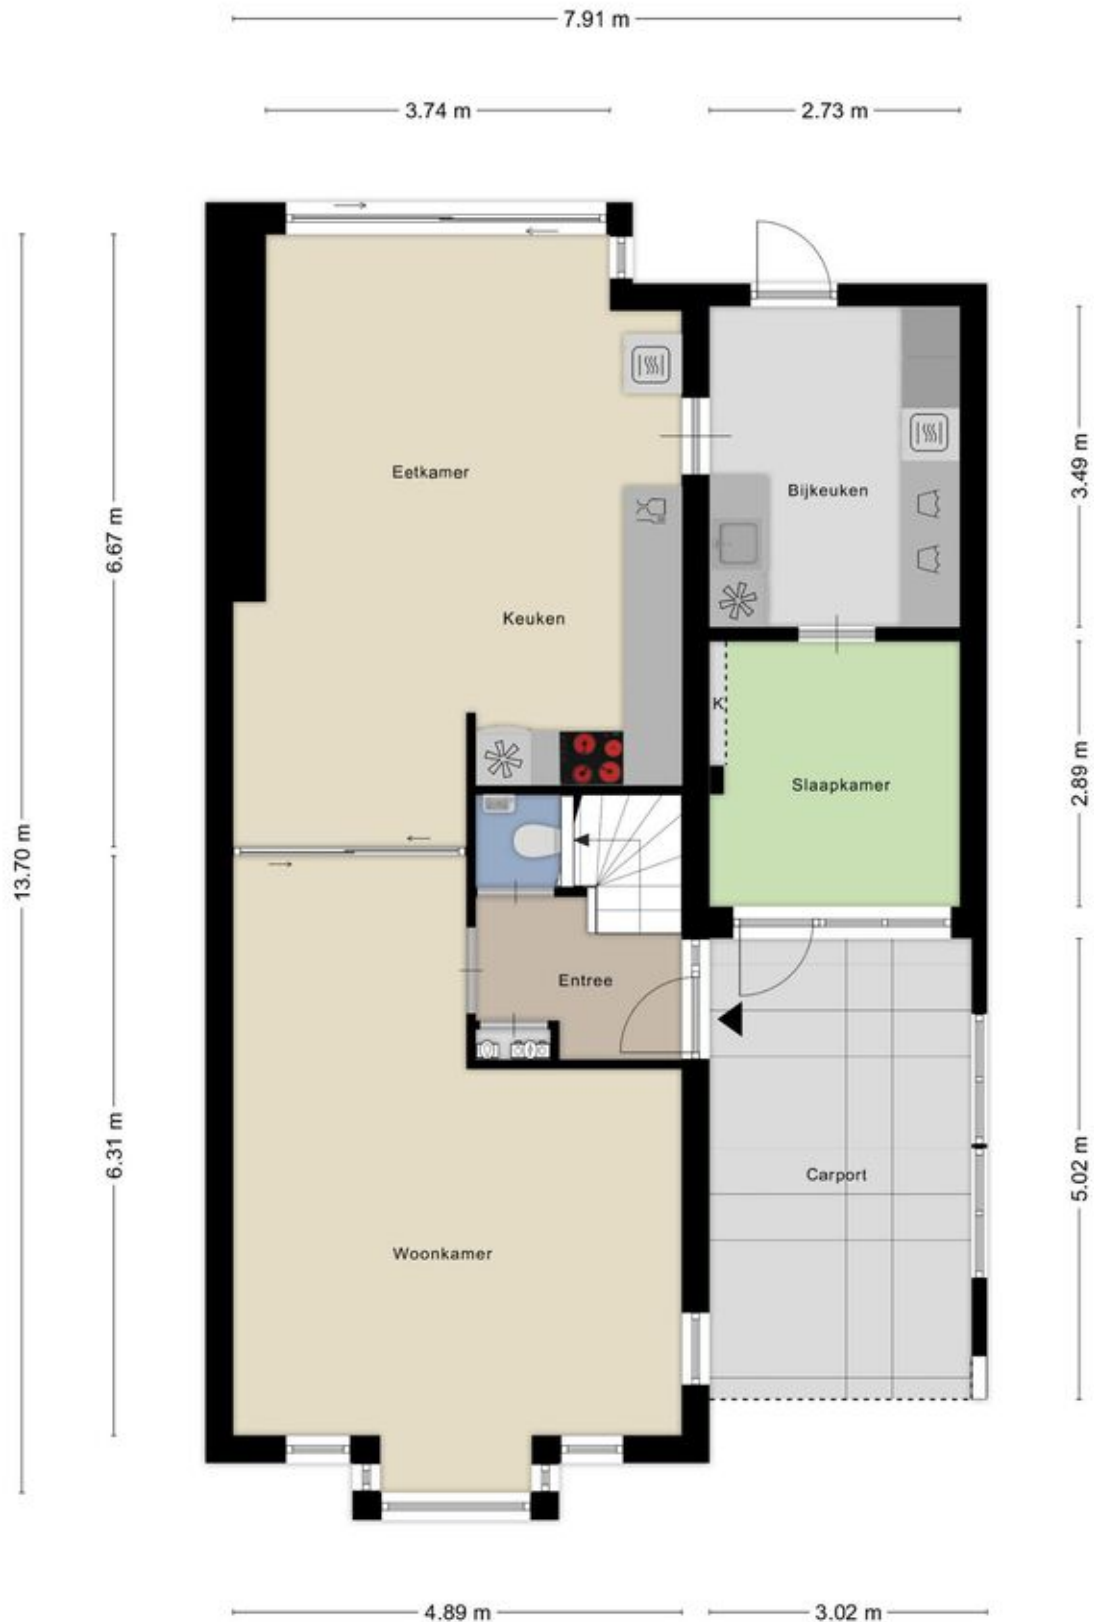 7.91 m
3.74 m
2.73 m
3.49 m
Eetkamer
Bijkeuken
6.67 m
Keuken
K
2.89 m
Slaapkamer
13.70 m
Entree
6.31 m
5.02 m
Carport
Woonkamer
4.89 m
3.02 m